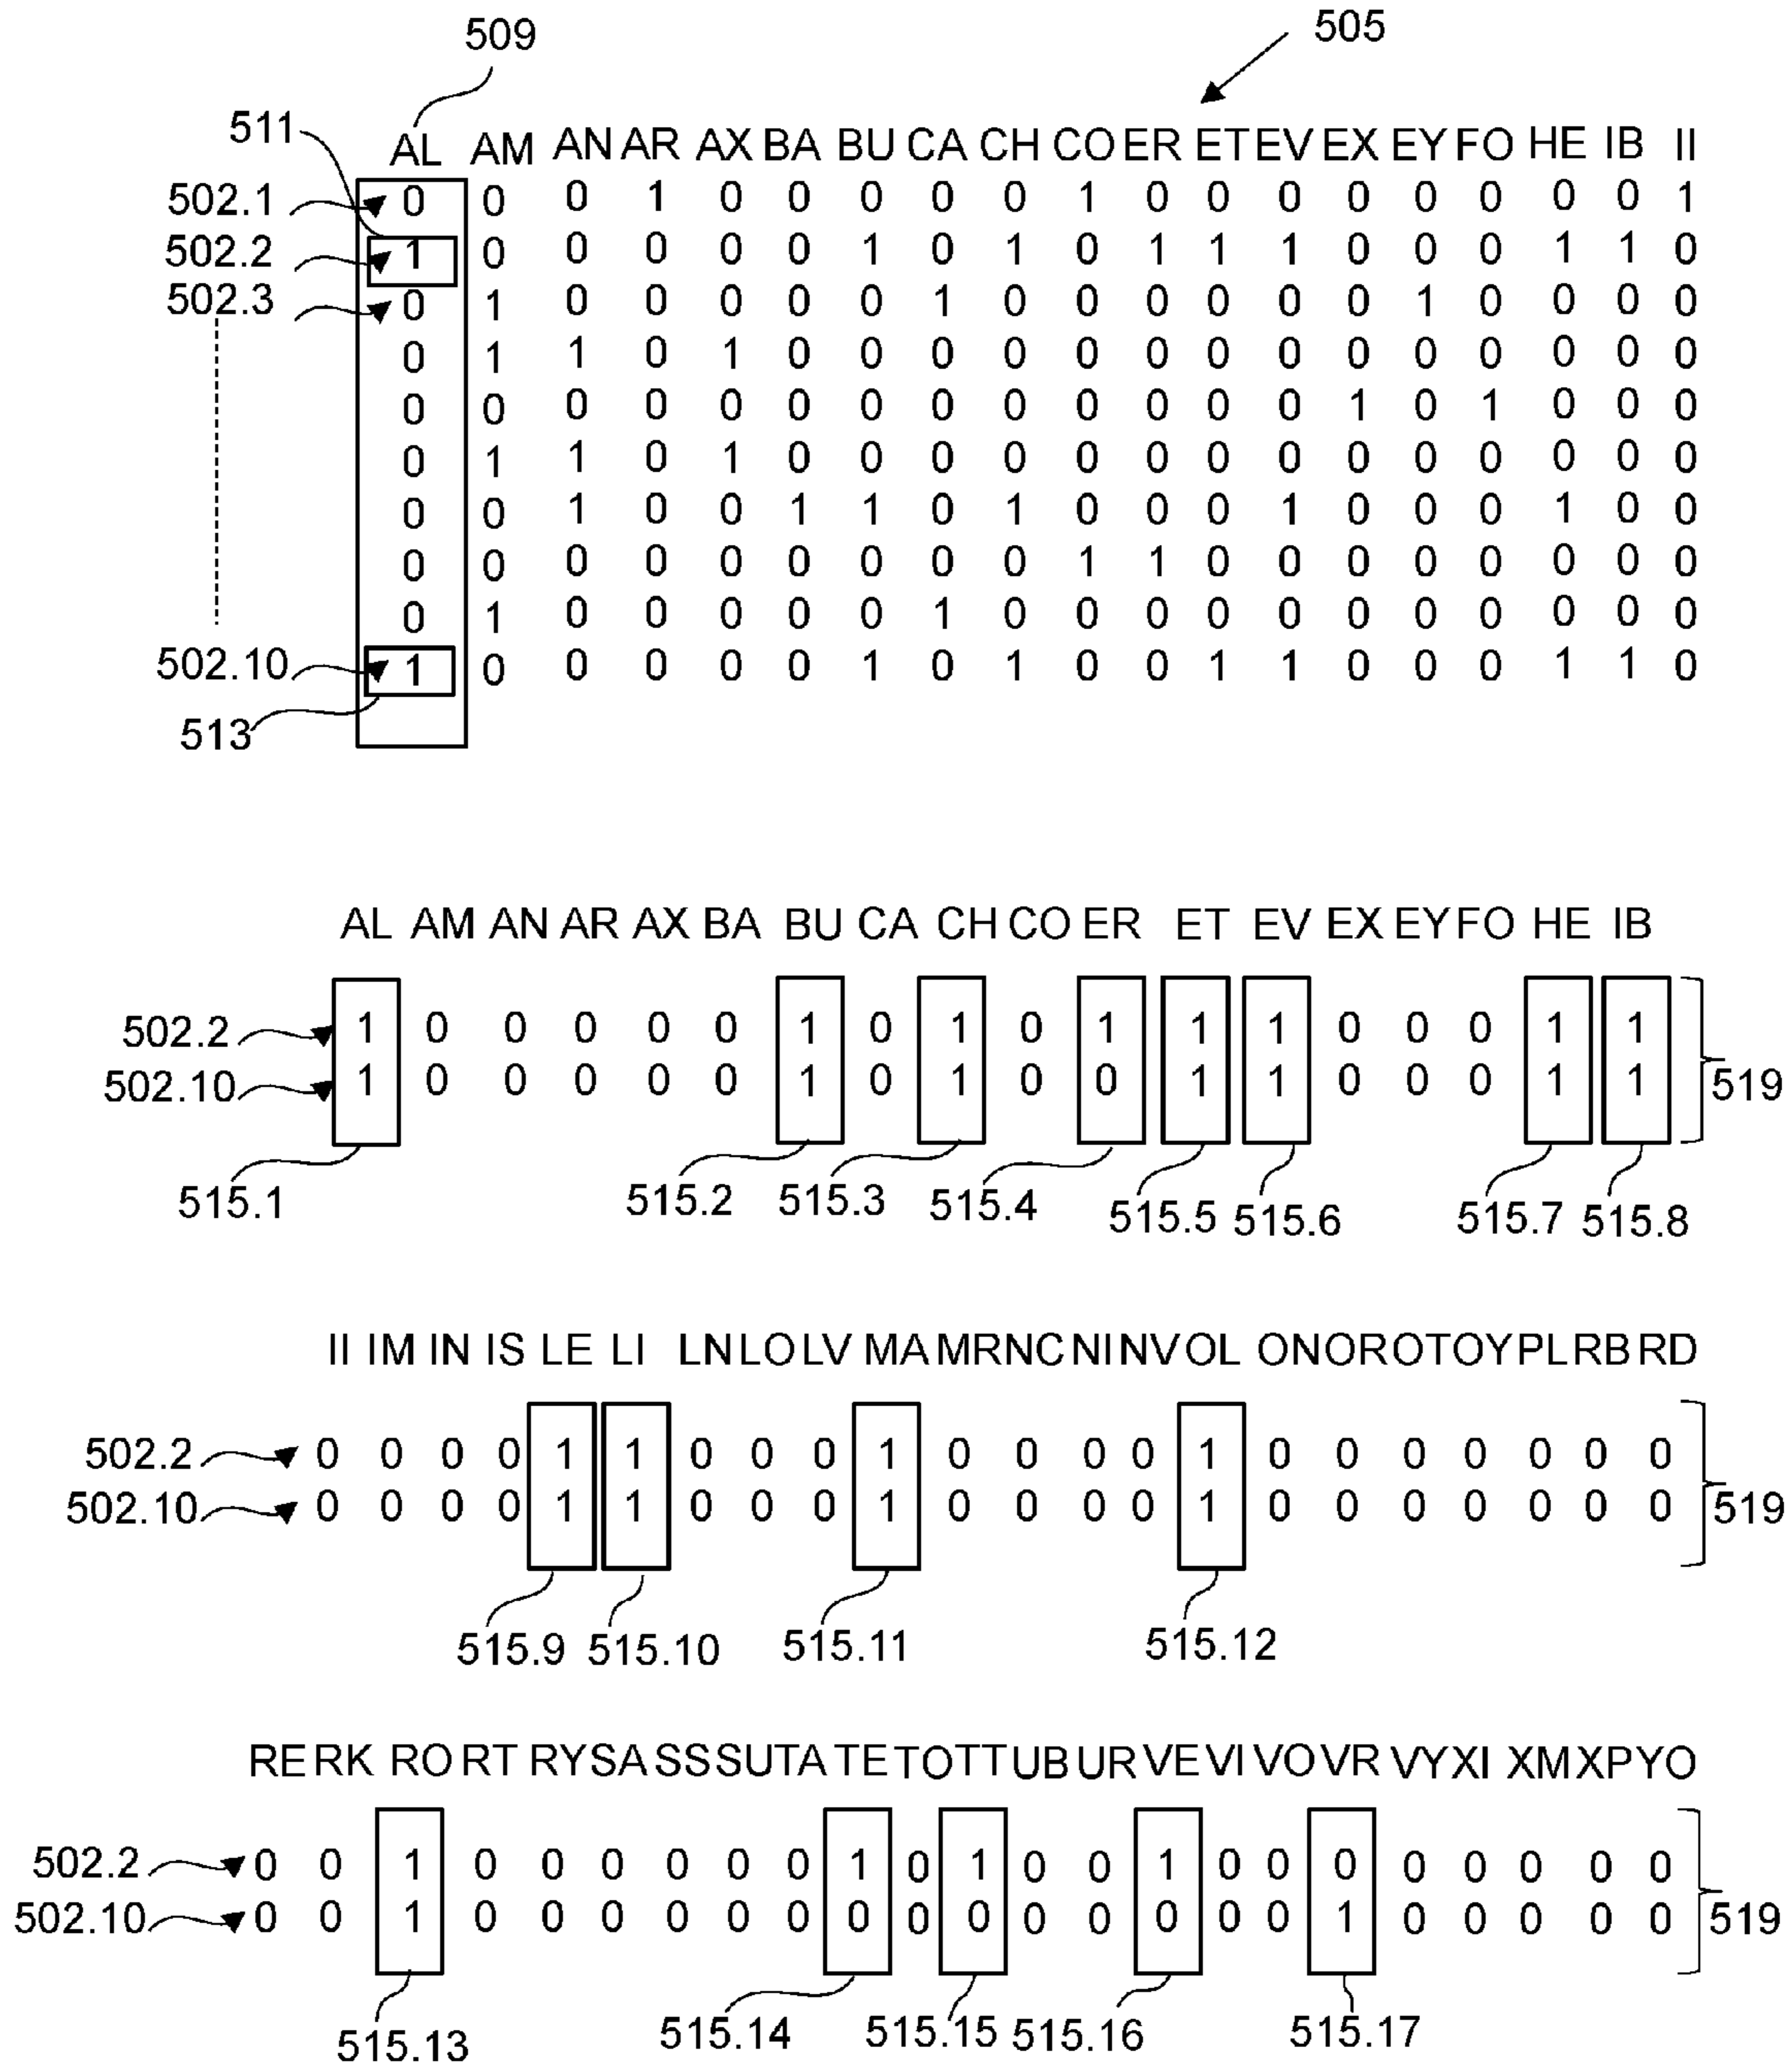 509
505
511
AL AM AN AR AX BA BU CA CH CO ER ET EV EX EY FO HE IB II
502.1 0 0 0 1 0 0 0 0 0 1 0 0 0 0 0 0 0 0 1
502.2 1 0 0 0 0 0 1 0 1 0 1 1 1 0 0 0 1 1 0
502.3 0 1 0 0 0 0 0 1 0 0 0 0 0 0 1 0 0 0 0
0 1 1 0 1 0 0 0 0 0 0 0 0 0 0 0 0 0 0
0 0 0 0 0 0 0 0 0 0 0 0 0 1 0 1 0 0 0
0 1 1 0 1 0 0 0 0 0 0 0 0 0 0 0 0 0 0
0 0 1 0 0 1 1 0 1 0 0 0 1 0 0 0 1 0 0
0 0 0 0 0 0 0 0 0 1 1 0 0 0 0 0 0 0 0
0 1 0 0 0 0 0 1 0 0 0 0 0 0 0 0 0 0 0
502.10 1 0 0 0 0 0 1 0 1 0 0 1 1 0 0 0 1 1 0
513
AL AM AN AR AX BA BU CA CH CO ER ET EV EX EY FO HE IB
502.2 1 0 0 0 0 0 1 0 1 0 1 1 1 0 0 0 1 1
502.10 1 0 0 0 0 0 1 0 1 0 0 1 1 0 0 0 1 1 519
515.1 515.2 515.3 515.4 515.5 515.6 515.7 515.8
II IM IN IS LE LI LN LO LV MA MR NC NI NV OL ON OR OT OY PL RB RD
502.2 0 0 0 0 1 1 0 0 0 1 0 0 0 0 1 0 0 0 0 0 0 0
502.10 0 0 0 0 1 1 0 0 0 1 0 0 0 0 1 0 0 0 0 0 0 0 519
515.9 515.10 515.11 515.12
RE RK RO RT RY SA SS SU TA TE TO TT UB UR VE VI VO VR VY XI XM XP YO
502.2 0 0 1 0 0 0 0 0 0 1 0 1 0 0 1 0 0 0 0 0 0 0 0
502.10 0 0 1 0 0 0 0 0 0 0 0 0 0 0 0 0 0 1 0 0 0 0 0 519
515.13 515.14 515.15 515.16 515.17